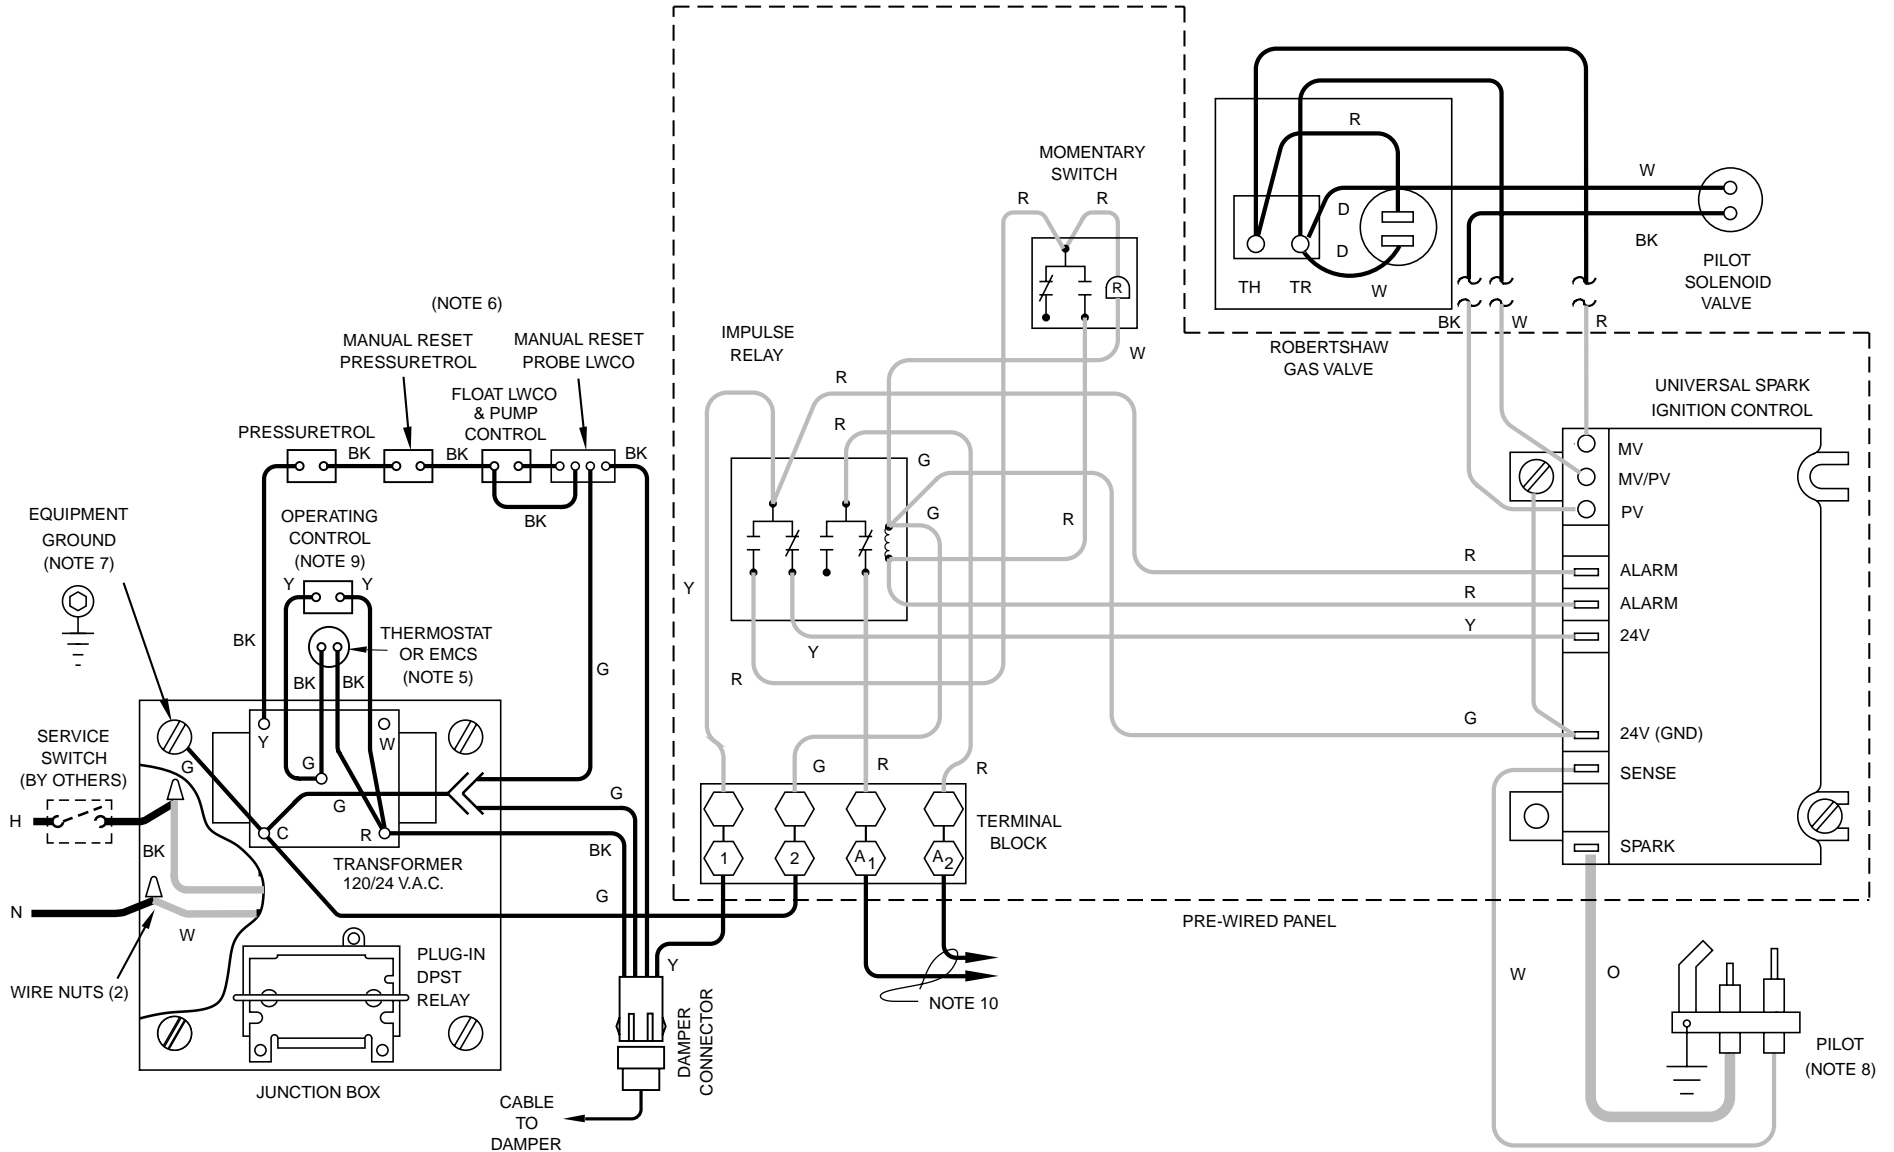 MOMENTARY
SWITCH
R
R
R
W
IMPULSE
RELAY
R
R
G
G
R
Y
Y
R
R
D
D
TH
TR
W
W
BK
PILOT
SOLENOID
VALVE
BK
W
R
ROBERTSHAW
GAS VALVE
UNIVERSAL SPARK
IGNITION CONTROL
MV
MV/PV
PV
R
ALARM
R
ALARM
Y
24V
G
24V (GND)
SENSE
SPARK
(NOTE 6)
MANUAL RESET
PRESSURETROL
MANUAL RESET
PROBE LWCO
FLOAT LWCO
& PUMP
CONTROL
PRESSURETROL
BK
BK
BK
BK
EQUIPMENT
GROUND
(NOTE 7)
OPERATING
CONTROL
(NOTE 9)
Y
Y
BK
THERMOSTAT
OR EMCS
(NOTE 5)
BK
BK
G
SERVICE
SWITCH
(BY OTHERS)
Y
W
G
G
G
G
H
C
R
BK
BK
TRANSFORMER
120/24 V.A.C.
G
N
W
WIRE NUTS (2)
PLUG-IN
DPST
RELAY
JUNCTION BOX
Y
DAMPER
CONNECTOR
CABLE
TO
DAMPER
G
R
R
TERMINAL
BLOCK
1
2
A1
A2
NOTE 10
PRE-WIRED PANEL
W
O
PILOT
(NOTE 8)